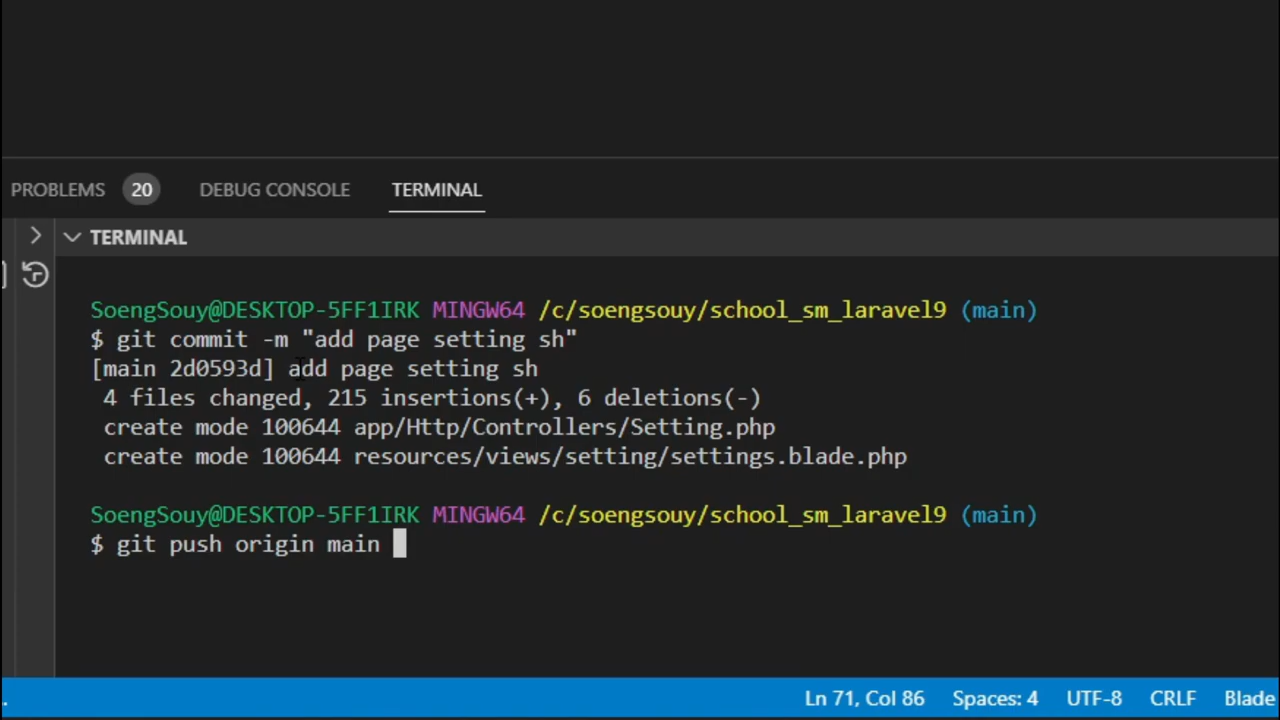 PROBLEMS 20 DEBUG CONSOLE TERMINAL
TERMINAL
SoengSouy@DESKTOP-5FF1IRK MINGW64 /c/soengsouy/school_sm_laravel9 (main)
$ git commit -m "add page setting sh"
[main 2d0593d] add page setting sh
4 files changed, 215 insertions(+), 6 deletions(-)
create mode 100644 app/Http/Controllers/Setting.php
create mode 100644 resources/views/setting/settings.blade.php
SoengSouy@DESKTOP-5FF1IRK MINGW64 /c/soengsouy/school_sm_laravel9 (main)
$ git push origin main
Ln 71, Col 86 Spaces: 4 UTF-8 CRLF Blade